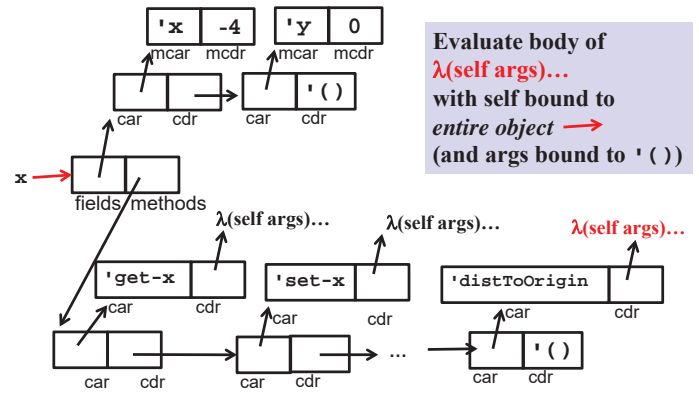 'x -4 'y 0
mcar mcdr mcar mcdr
Evaluate body of
λ(self args)…
with self bound to
entire object
(and args bound to '())
'()
car cdr car cdr
x
fields methods
λ(self args)… λ(self args)… λ(self args)…
'get-x 'set-x 'distToOrigin
car cdr car cdr car cdr
... '()
car cdr car cdr car cdr